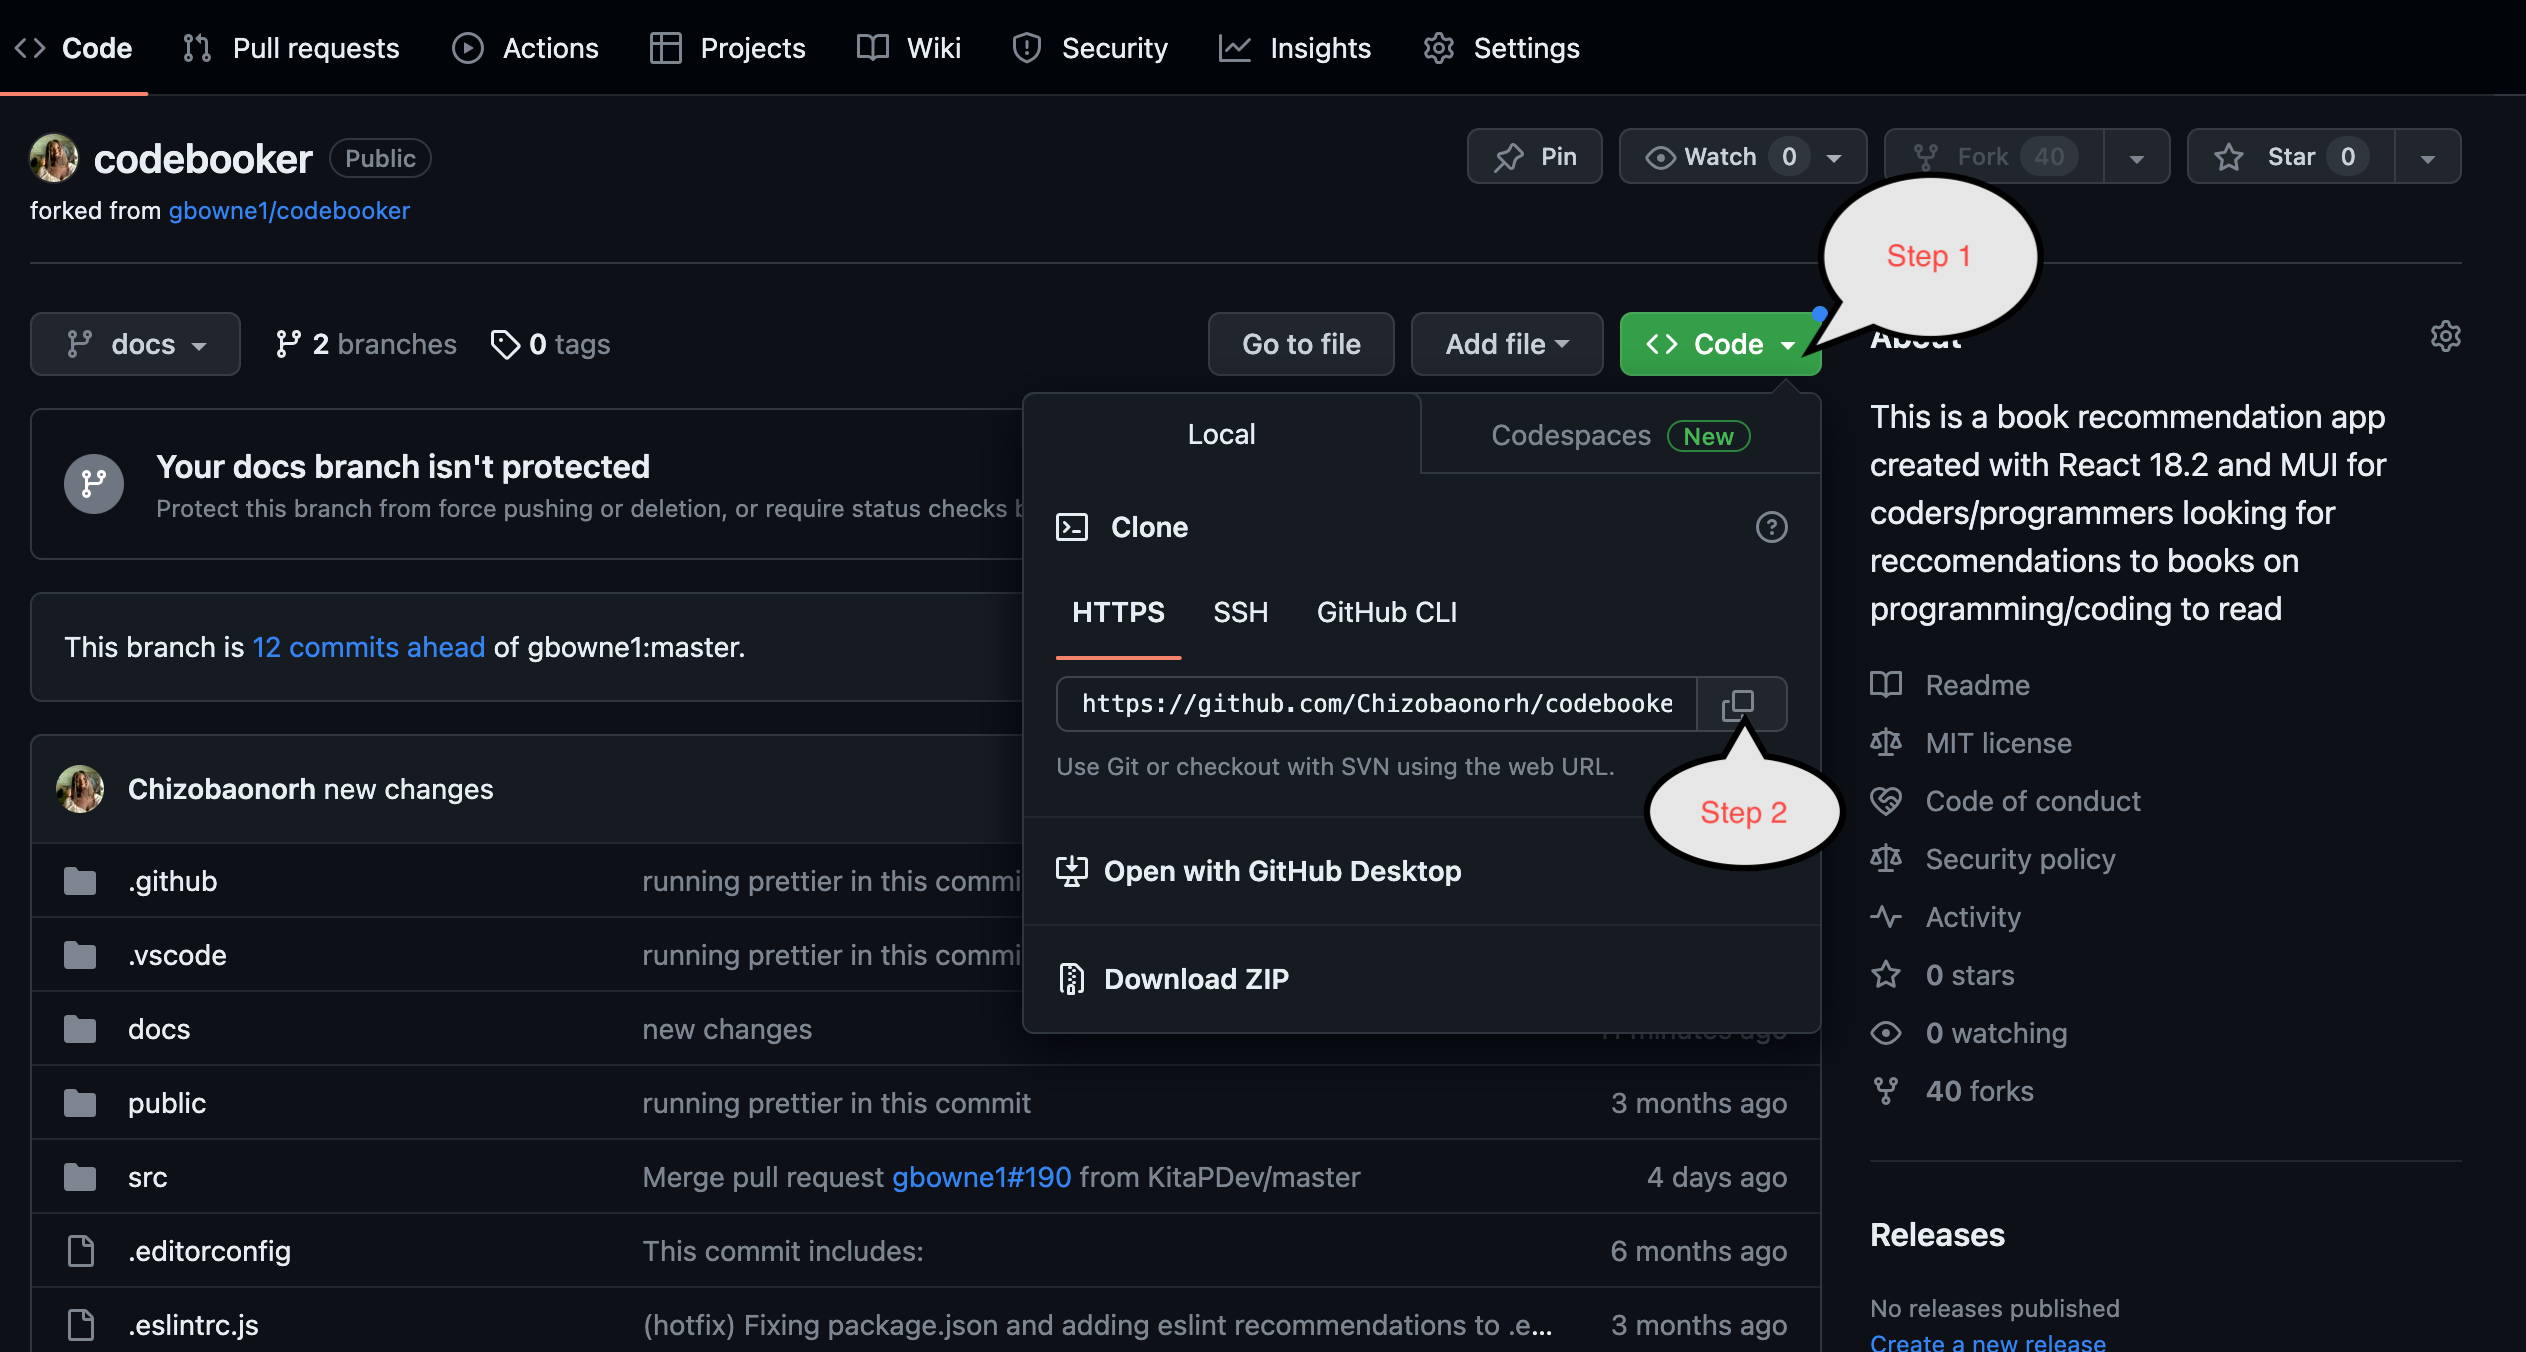 Code Pull requests Actions Projects Wiki Security Insights Settings
codebooker Public
Pin Watch 0 Fork 40 Star 0
forked from gbowne1/codebooker
Step 1
docs 2 branches 0 tags Go to file Add file Code
About
This is a book recommendation app
created with React 18.2 and MUI for
coders/programmers looking for
reccomendations to books on
programming/coding to read
Readme
MIT license
Code of conduct
Security policy
Activity
0 stars
0 watching
40 forks
Releases
No releases published
Create a new release
Local Codespaces New
Clone
HTTPS SSH GitHub CLI
https://github.com/Chizobaonorh/codebooke
Use Git or checkout with SVN using the web URL.
Step 2
Open with GitHub Desktop
Download ZIP
Your docs branch isn't protected
Protect this branch from force pushing or deletion, or require status checks
This branch is 12 commits ahead of gbowne1:master.
Chizobaonorh new changes
.github running prettier in this commi
.vscode running prettier in this commi
docs new changes minutes ago
public running prettier in this commit 3 months ago
src Merge pull request gbowne1#190 from KitaPDev/master 4 days ago
.editorconfig This commit includes: 6 months ago
.eslintrc.js (hotfix) Fixing package.json and adding eslint recommendations to .e... 3 months ago